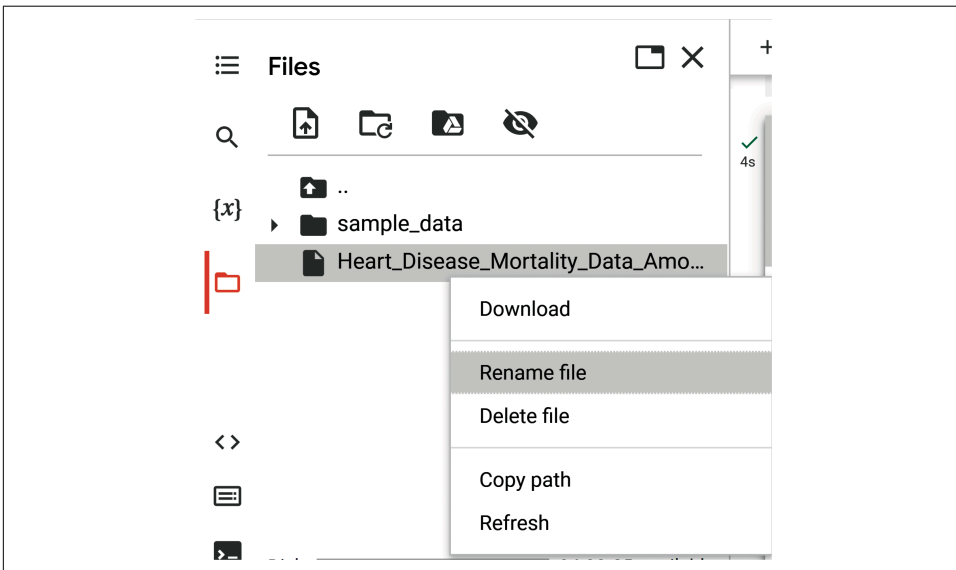 Files
4s
..
{x}
sample_data
Heart_Disease_Mortality_Data_Amo...
Download
Rename file
Delete file
<>
Copy path
Refresh